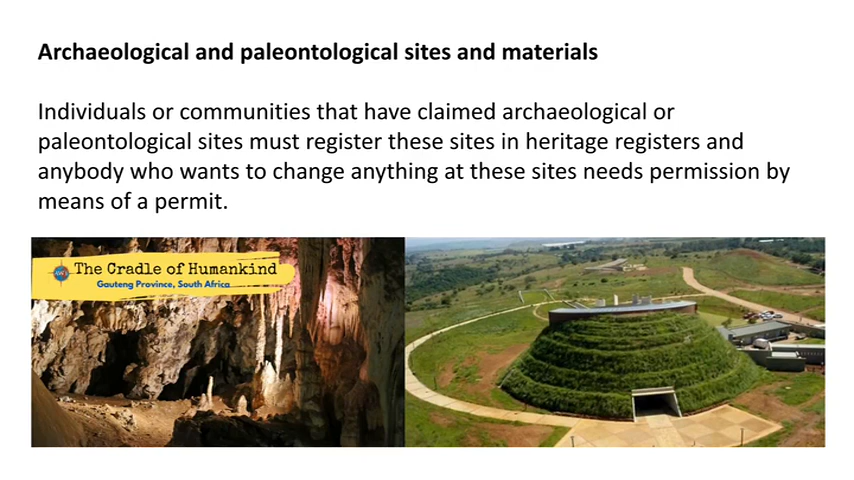 Archaeological and paleontological sites and materials
Individuals or communities that have claimed archaeological or
paleontological sites must register these sites in heritage registers and
anybody who wants to change anything at these sites needs permission by
means of a permit.
The Cradle of Humankind
Gauteng Province, South Africa